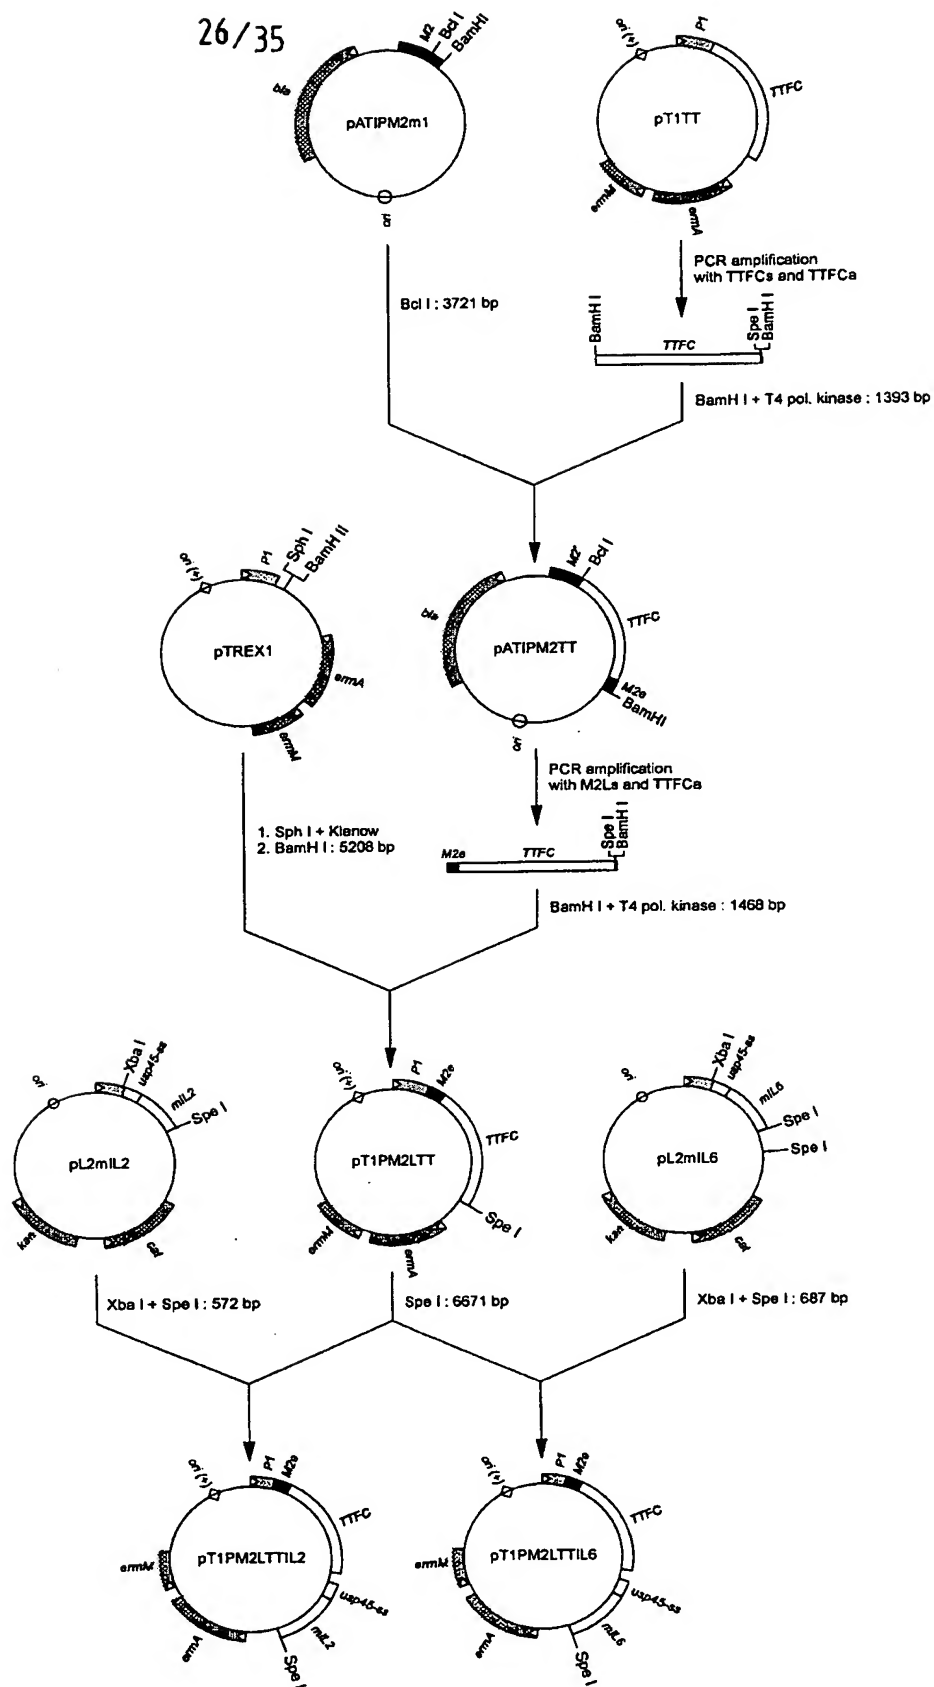 26/35
M2
Bcl I
BamHI
bla
pATIPM2m1
ori
ori (+)
P1
TTFC
pT1TT
ermM
ermA
PCR amplification
with TTFCs and TTFCa
Bcl I : 3721 bp
BamH I
Spe I
BamH I
TTFC
BamH I + T4 pol. kinase : 1393 bp
ori (+)
P1
Sph I
BamH II
pTREX1
ermA
ermM
M2'
Bcl I
bla
TTFC
pATIPM2TT
M2e
BamHI
ori
PCR amplification
with M2Ls and TTFCa
1. Sph I + Klenow
2. BamH I : 5208 bp
Spe I
BamH I
M2e
TTFC
BamH I + T4 pol. kinase : 1468 bp
ori
Xba I
usp45-ss
mIL2
Spe I
pL2mIL2
kan
cat
ori (+)
P1
M2e
TTFC
pT1PM2LTT
Spe I
ermM
ermA
ori
Xba I
usp45-ss
mIL6
Spe I
Spe I
pL2mIL6
kan
cat
Xba I + Spe I : 572 bp
Spe I : 6671 bp
Xba I + Spe I : 687 bp
ori (+)
P1
M2e
TTFC
pT1PM2LTTIL2
ermM
usp45-ss
ermA
mIL2
Spe I
ori (+)
P1
M2e
TTFC
pT1PM2LTTIL6
ermM
usp45-ss
ermA
mIL6
Spe I